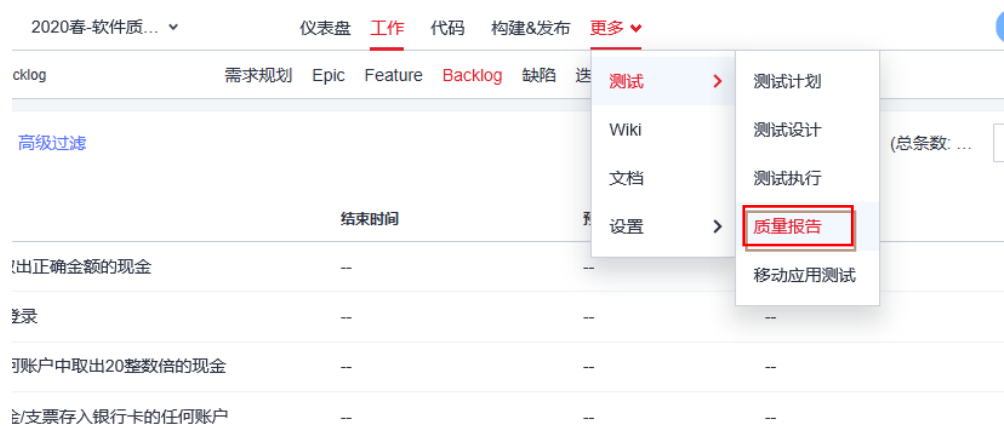 2020春-软件质... 仪表盘 工作 代码 构建&发布 更多
cklog 需求规划 Epic Feature Backlog 缺陷 迭
测试 测试计划
Wiki 测试设计
高级过滤 (总条数: ...
文档 测试执行
结束时间 设置 质量报告
出正确金额的现金 -- -- 移动应用测试
登录 -- -- --
何账户中取出20整数倍的现金 -- -- --
金/支票存入银行卡的任何账户 -- -- --